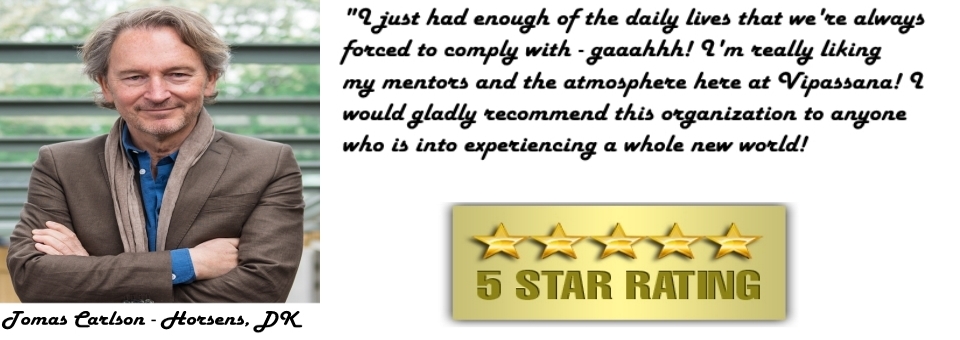 "I just had enough of the daily lives that we're always
forced to comply with - gaaahhh! I'm really liking
my mentors and the atmosphere here at Vipassana! I
would gladly recommend this organization to anyone
who is into experiencing a whole new world!
5 STAR RATING
Tomas Carlson - Horsens, DK